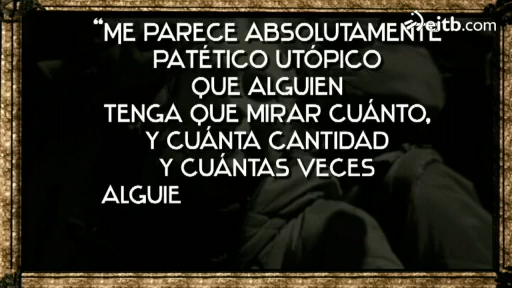 eitb.com
“ME PARECE ABSOLUTAMENTE
PATÉTICO UTÓPICO
QUE ALGUIEN
TENGA QUE MIRAR CUÁNTO,
Y CUÁNTA CANTIDAD
Y CUÁNTAS VECES
ALGUIE